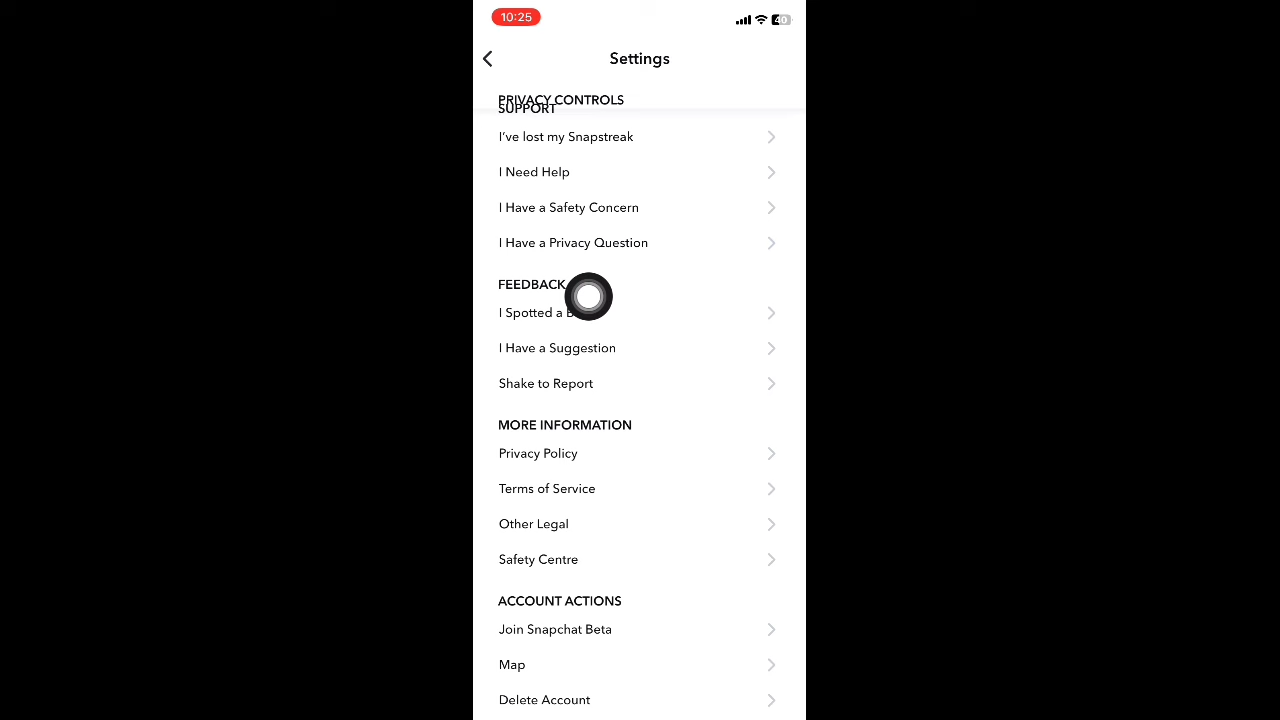 10:25
40
Settings
PRIVACY CONTROLS
SUPPORT
I've lost my Snapstreak
I Need Help
I Have a Safety Concern
I Have a Privacy Question
FEEDBACK
I Spotted a
I Have a Suggestion
Shake to Report
MORE INFORMATION
Privacy Policy
Terms of Service
Other Legal
Safety Centre
ACCOUNT ACTIONS
Join Snapchat Beta
Map
Delete Account